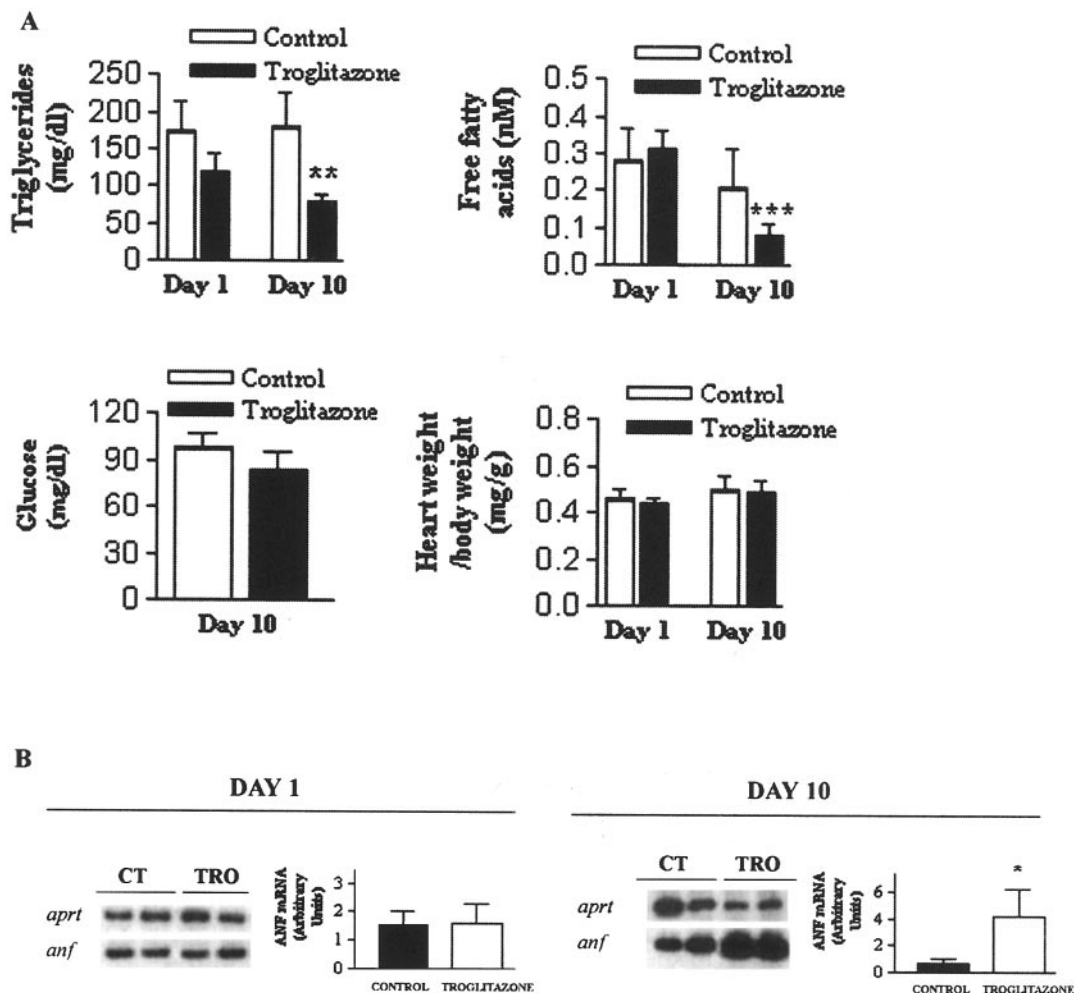 A
Control
Troglitazone
Triglycerides
(mg/dl)
250
200
150
100
50
0
**
Day 1
Day 10
Control
Troglitazone
Free fatty
acids (nM)
0.5
0.4
0.3
0.2
0.1
0.0
***
Day 1
Day 10
Control
Troglitazone
Glucose
(mg/dl)
120
90
60
30
0
Day 10
Control
Troglitazone
Heart weight
/body weight
(mg/g)
0.8
0.6
0.4
0.2
0.0
Day 1
Day 10
B
DAY 1
CT
TRO
aprt
anf
ANF mRNA
(Arbitrary
Units)
3
2
1
0
CONTROL
TROGLITAZONE
DAY 10
CT
TRO
aprt
anf
ANF mRNA
(Arbitrary
Units)
6
4
2
0
*
CONTROL
TROGLITAZONE